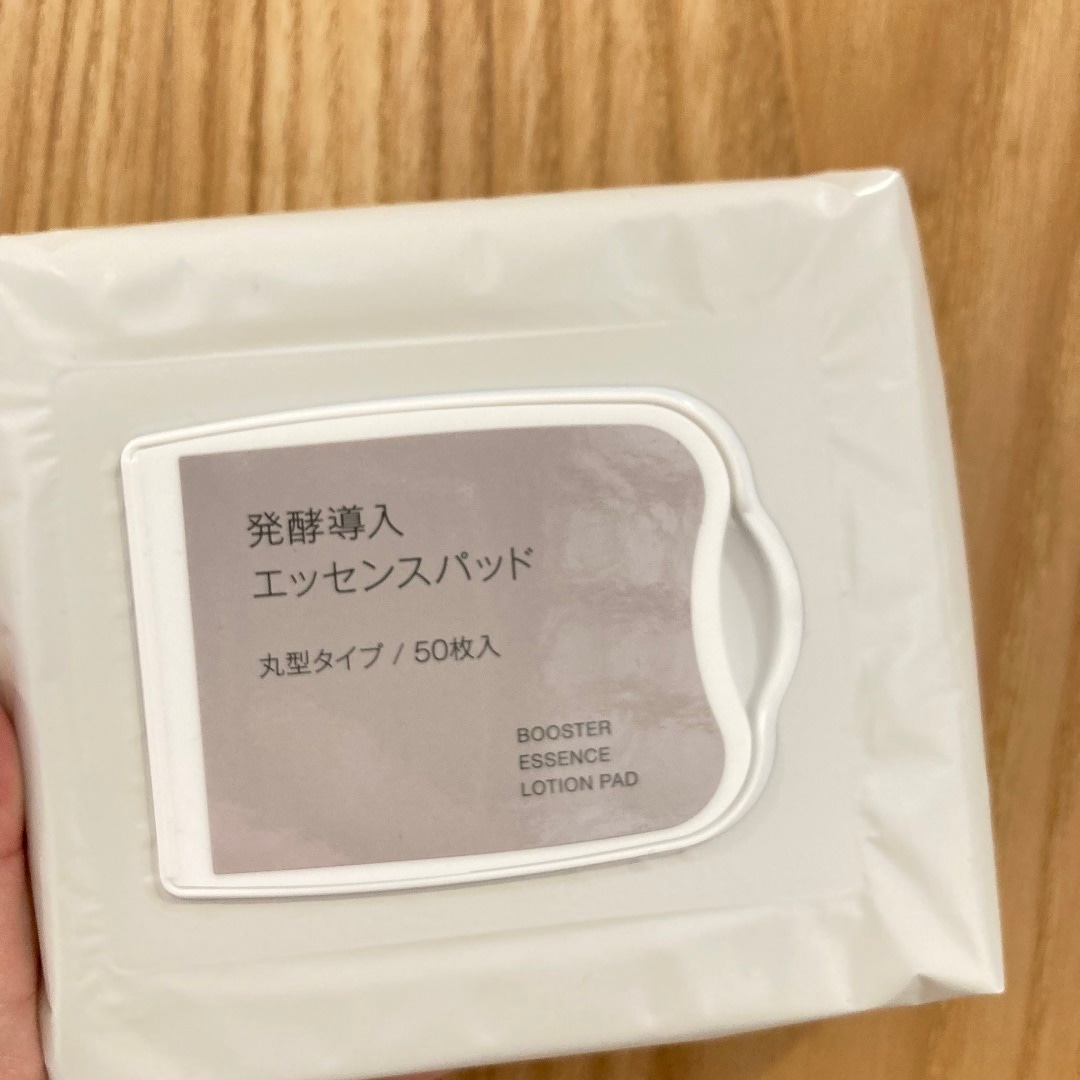 発酵導入
エッセンスパッド
丸型タイプ / 50枚入
BOOSTER
ESSENCE
LOTION PAD